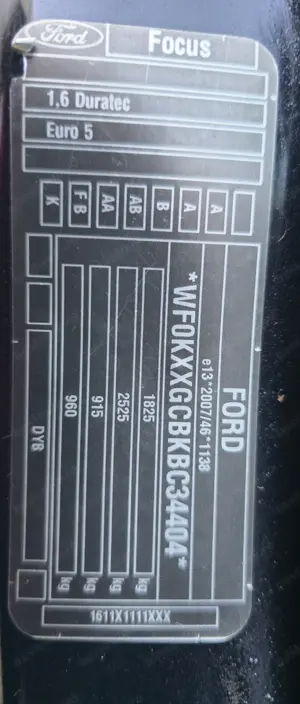 Ford
Focus
1,6 Duratec
Euro 5
K
FB
AA
AB
B
A
A
FORD
e13*2007/46*1138
*WF0KXXGCBKBC34404*
1825 kg
2525 kg
915 kg
960 kg
DYB
1611X1111XXX